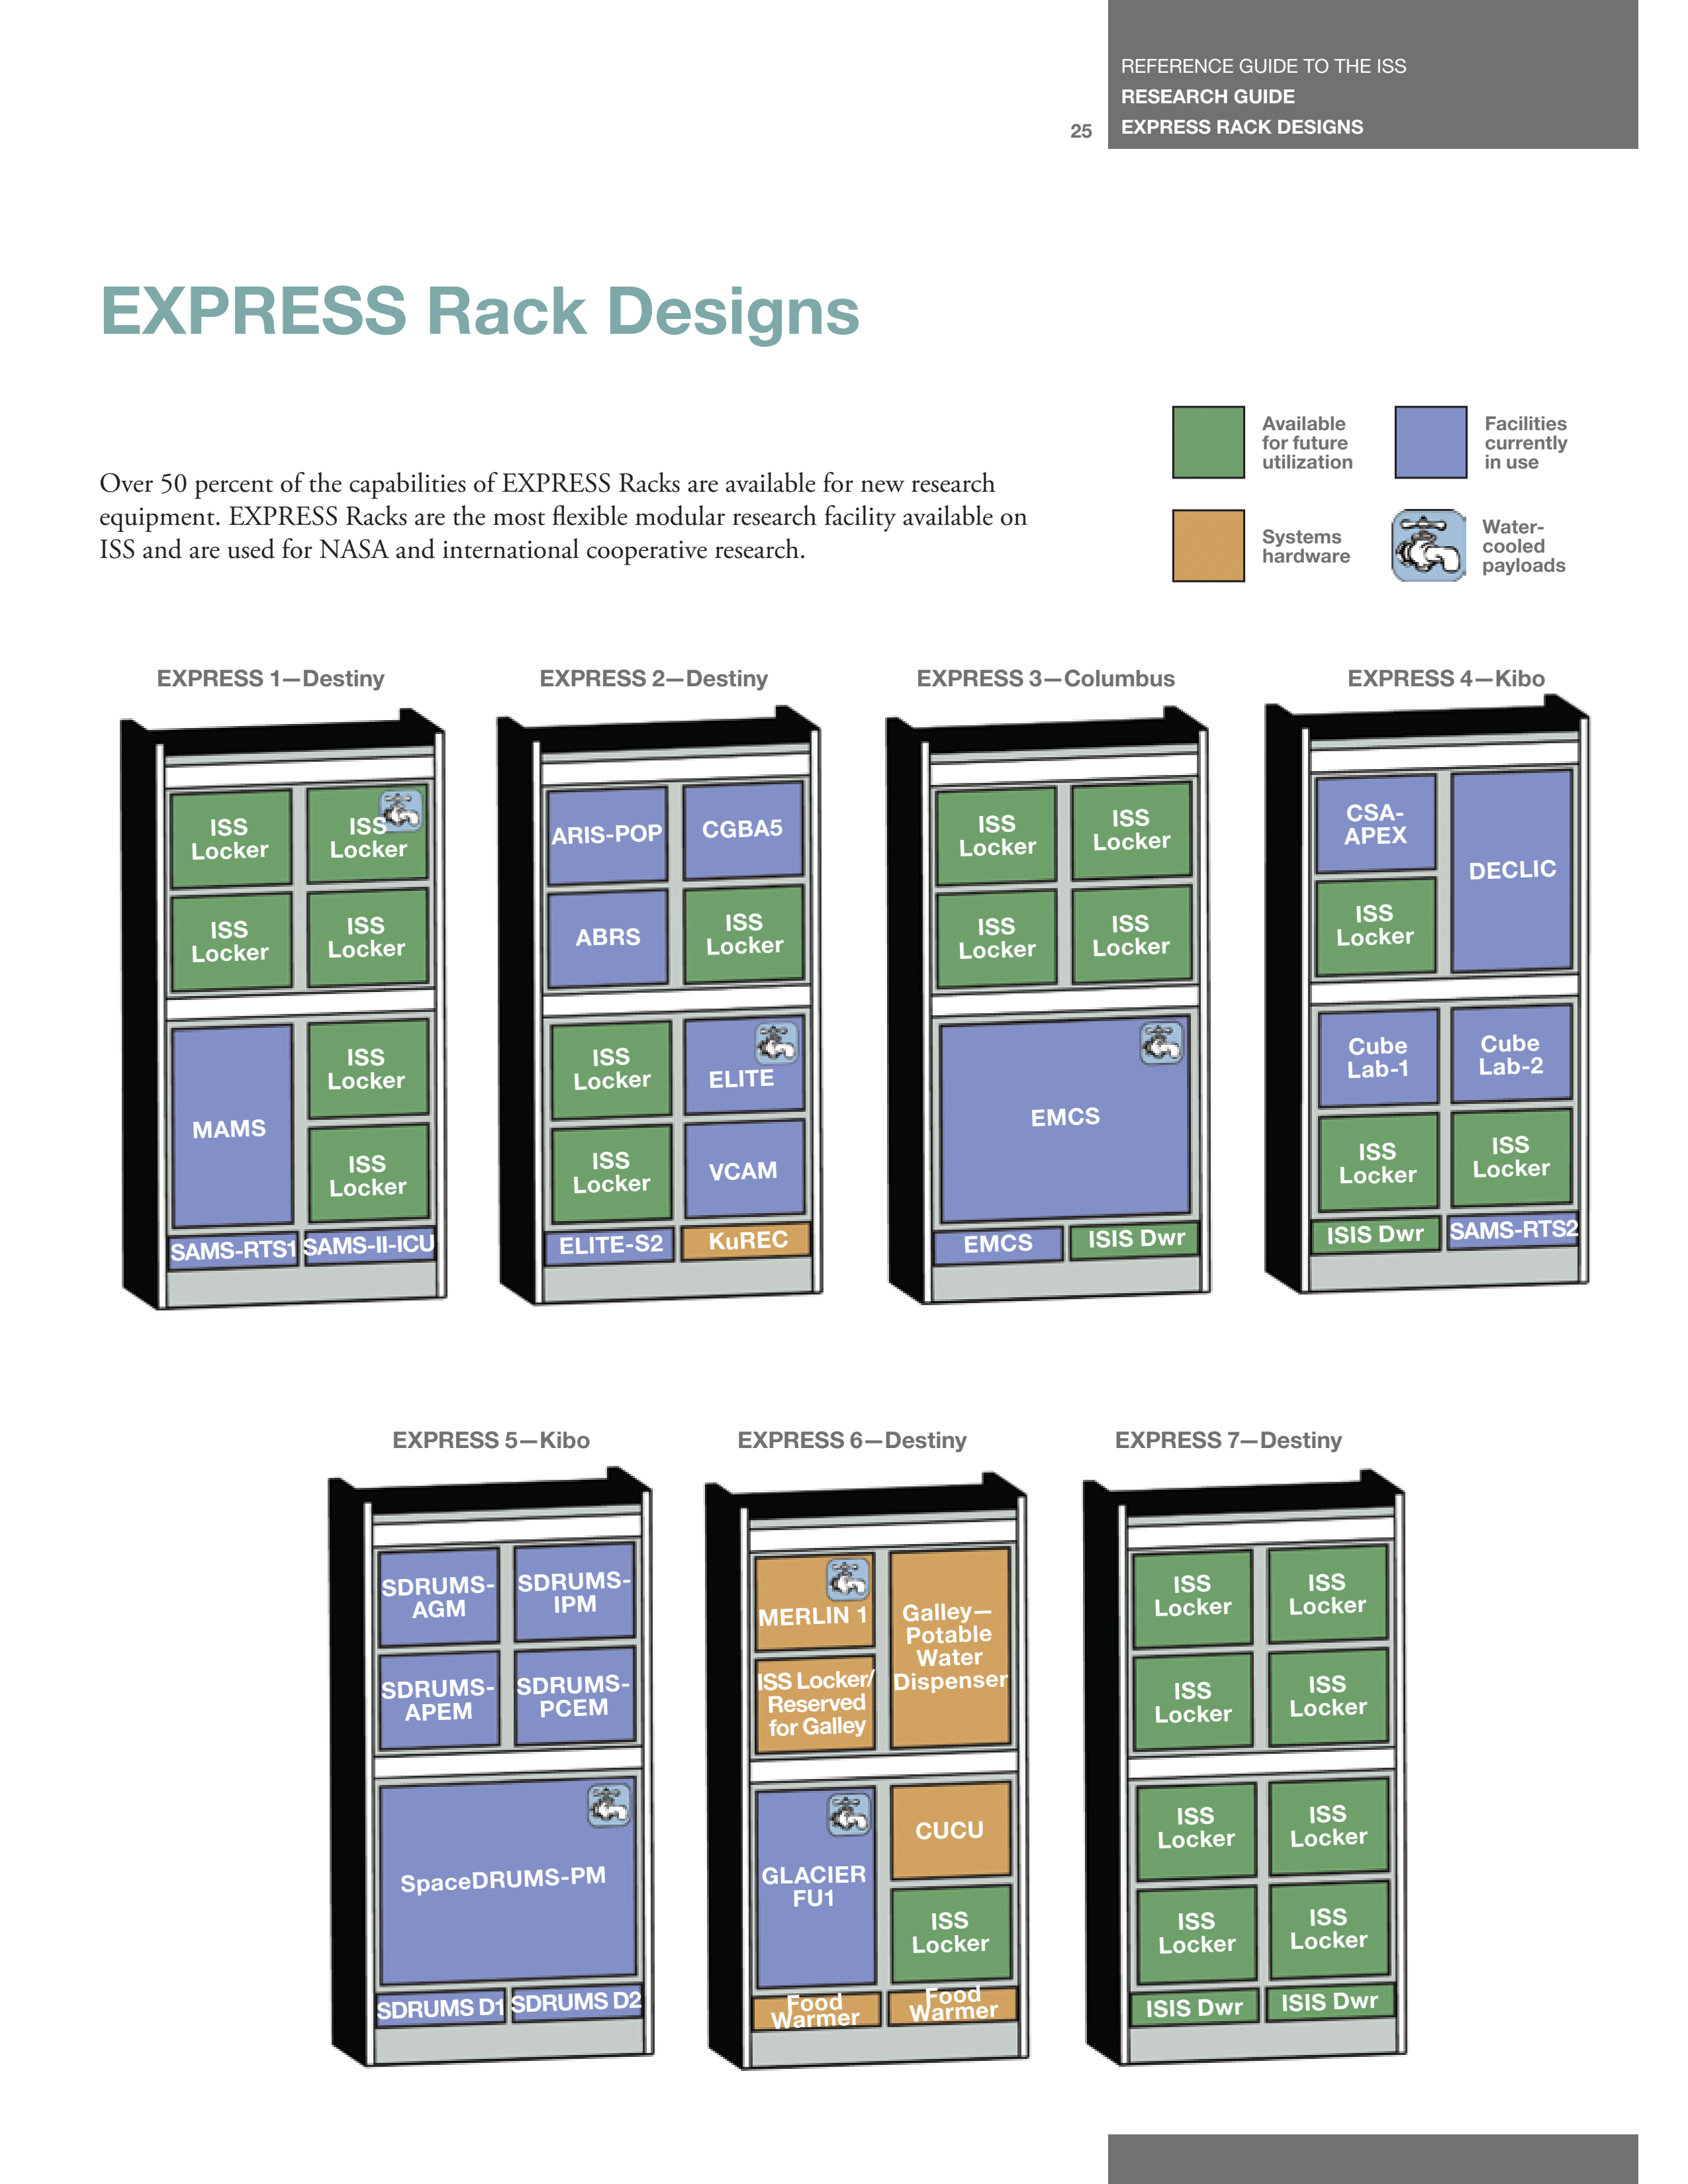 REFERENCE GUIDE TO THE ISS
RESEARCH GUIDE
25
EXPRESS RACK DESIGNS
EXPRESS Rack Designs
Over 50 percent of the capabilities of EXPRESS Racks are available for new research
equipment. EXPRESS Racks are the most flexible modular research facility available on
ISS and are used for NASA and international cooperative research.
Available
for future
utilization
Facilities
currently
in use
Systems
hardware
Water-
cooled
payloads
EXPRESS 1—Destiny
ISS
Locker
ISS
Locker
ISS
Locker
ISS
Locker
MAMS
ISS
Locker
ISS
Locker
SAMS-RTS1
SAMS-II-ICU
EXPRESS 2—Destiny
ARIS-POP
CGBA5
ABRS
ISS
Locker
ISS
Locker
ELITE
ISS
Locker
VCAM
ELITE-S2
KuREC
EXPRESS 3—Columbus
ISS
Locker
ISS
Locker
ISS
Locker
ISS
Locker
EMCS
EMCS
ISIS Dwr
EXPRESS 4—Kibo
CSA-
APEX
DECLIC
ISS
Locker
Cube
Lab-1
Cube
Lab-2
ISS
Locker
ISS
Locker
ISIS Dwr
SAMS-RTS2
EXPRESS 5—Kibo
SDRUMS-
AGM
SDRUMS-
IPM
SDRUMS-
APEM
SDRUMS-
PCEM
SpaceDRUMS-PM
SDRUMS D1
SDRUMS D2
EXPRESS 6—Destiny
MERLIN 1
Galley—
Potable
Water
Dispenser
ISS Locker/
Reserved
for Galley
GLACIER
FU1
CUCU
ISS
Locker
Food
Warmer
Food
Warmer
EXPRESS 7—Destiny
ISS
Locker
ISS
Locker
ISS
Locker
ISS
Locker
ISS
Locker
ISS
Locker
ISS
Locker
ISS
Locker
ISIS Dwr
ISIS Dwr